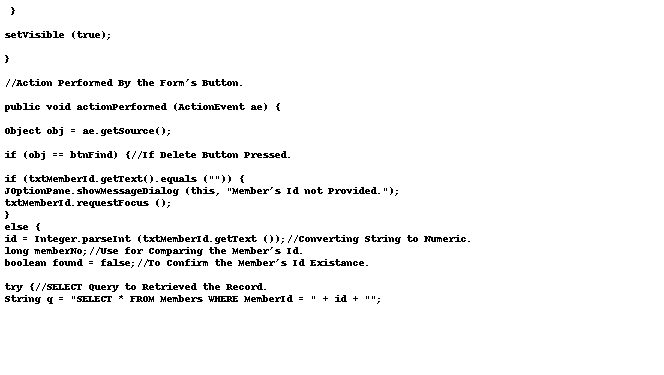 }
setVisible (true);
}
//Action Performed By the Form's Button.
public void actionPerformed (ActionEvent ae) {
Object obj = ae.getSource();
if (obj == btnFind) {//If Delete Button Pressed.
if (txtMemberId.getText().equals ("")) {
JOptionPane.showMessageDialog (this, "Member's Id not Provided.");
txtMemberId.requestFocus ();
}
else {
id = Integer.parseInt (txtMemberId.getText ());//Converting String to Numeric.
long memberNo;//Use for Comparing the Member's Id.
boolean found = false;//To Confirm the Member's Id Existance.
try {//SELECT Query to Retrieved the Record.
String q = "SELECT * FROM Members WHERE MemberId = " + id + "";